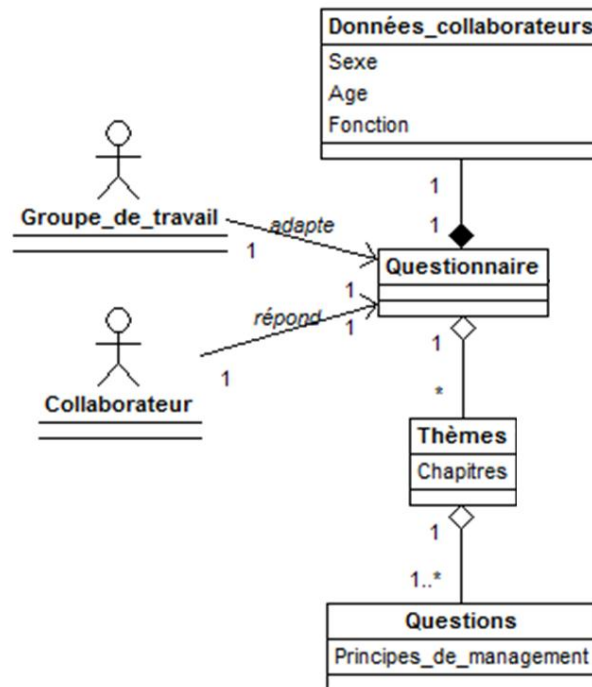 Données_collaborateurs
Sexe
Age
Fonction
1
1
Groupe_de_travail
adapte
1
Questionnaire
1
répond
1
1
Collaborateur
1
*
Thèmes
Chapitres
1
1..*
Questions
Principes_de_management